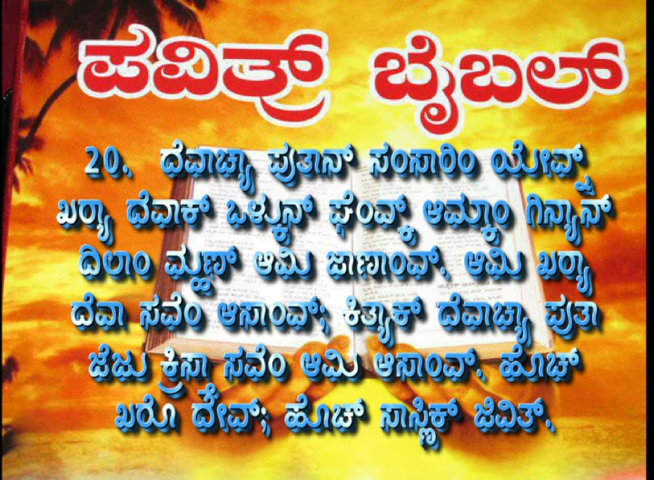 ಪವಿತ್ರ್ ಬೈಬಲ್
20. ದೆವಾಚ್ಯಾ ಪುತಾನ್ ಸಂಸಾರಿಂ ಯೇವ್ನ್
ಖರ‍್ಯಾ ದೆವಾಕ್ ಒಳ್ಕುನ್ ಘೆಂವ್ಕ್ ಆಮ್ಕಾಂ ಗಿನ್ಯಾನ್
ದಿಲಾಂ ಮ್ಹಣ್ ಆಮಿ ಜಾಣಾಂವ್. ಆಮಿ ಖರ‍್ಯಾ
ದೆವಾ ಸವೆಂ ಆಸಾಂವ್; ಕಿತ್ಯಾಕ್ ದೆವಾಚ್ಯಾ ಪುತಾ
ಜೆಜು ಕ್ರಿಸ್ತಾ ಸವೆಂ ಆಮಿ ಆಸಾಂವ್. ಹೊಚ್
ಖರೊ ದೇವ್; ಹೊಚ್ ಸಾಸ್ಣಿಕ್ ಜಿವಿತ್.